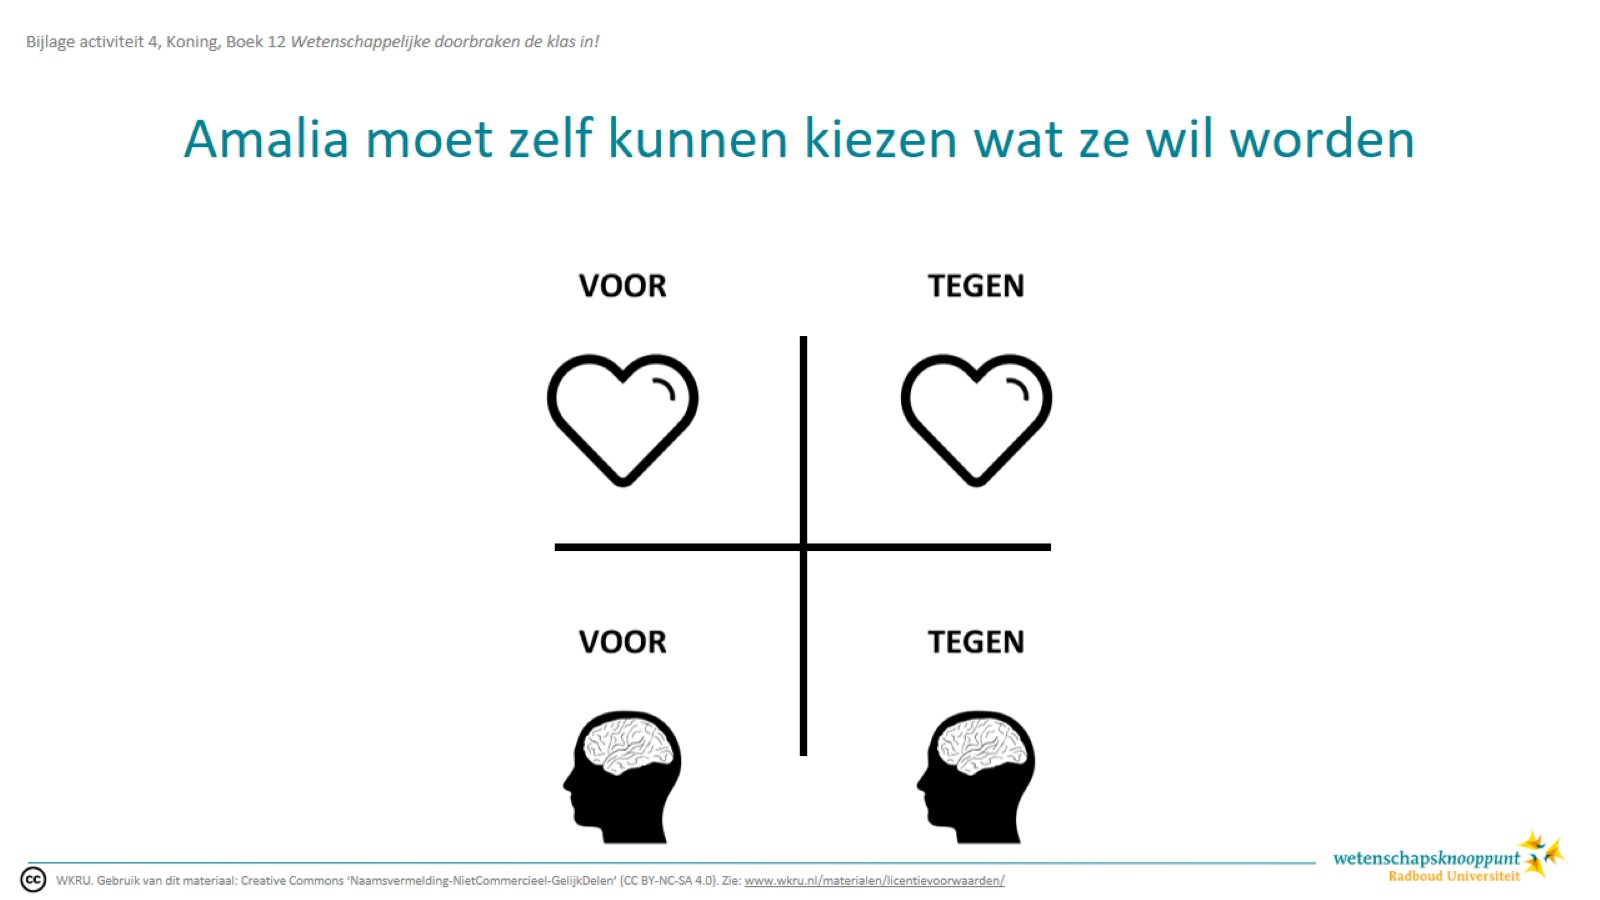 Bijlage activiteit 4, Koning, Boek 12 Wetenschappelijke doorbraken de klas in!
Amalia moet zelf kunnen kiezen wat ze wil worden
VOOR TEGEN
VOOR TEGEN
wetenschapsknooppunt
Radboud Universiteit
cc WKRU. Gebruik van dit materiaal: Creative Commons ‘Naamsvermelding-NietCommercieel-GelijkDelen’ (CC BY-NC-SA 4.0). Zie: www.wkru.nl/materialen/licentievoorwaarden/